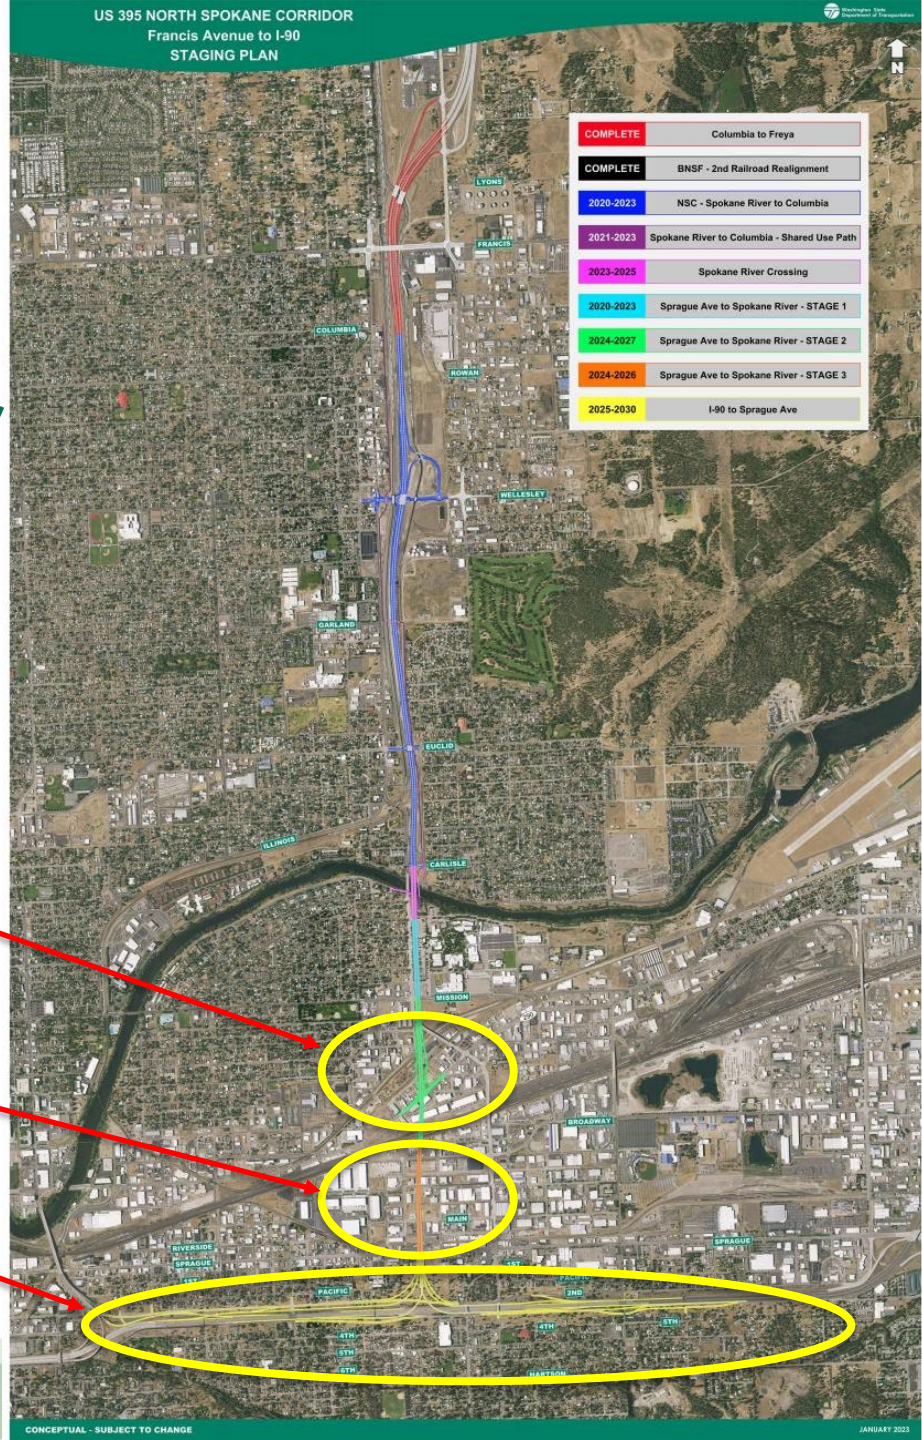 US 395 NORTH SPOKANE CORRIDOR
Francis Avenue to I-90
STAGING PLAN
Washington State
Department of Transportation
N
COMPLETE Columbia to Freya
COMPLETE BNSF - 2nd Railroad Realignment
2020-2023 NSC - Spokane River to Columbia
2021-2023 Spokane River to Columbia - Shared Use Path
2023-2025 Spokane River Crossing
2020-2023 Sprague Ave to Spokane River - STAGE 1
2024-2027 Sprague Ave to Spokane River - STAGE 2
2024-2026 Sprague Ave to Spokane River - STAGE 3
2025-2030 I-90 to Sprague Ave
LYONS
FRANCIS
COLUMBIA
ROWAN
WELLESLEY
GARLAND
EUCLID
ILLINOIS
CARLISLE
MISSION
BROADWAY
MAIN
RIVERSIDE
SPRAGUE
SPRAGUE
1ST
1ST
PACIFIC
PACIFIC
2ND
4TH
4TH
5TH
5TH
6TH
HARTSON
CONCEPTUAL - SUBJECT TO CHANGE
JANUARY 2023